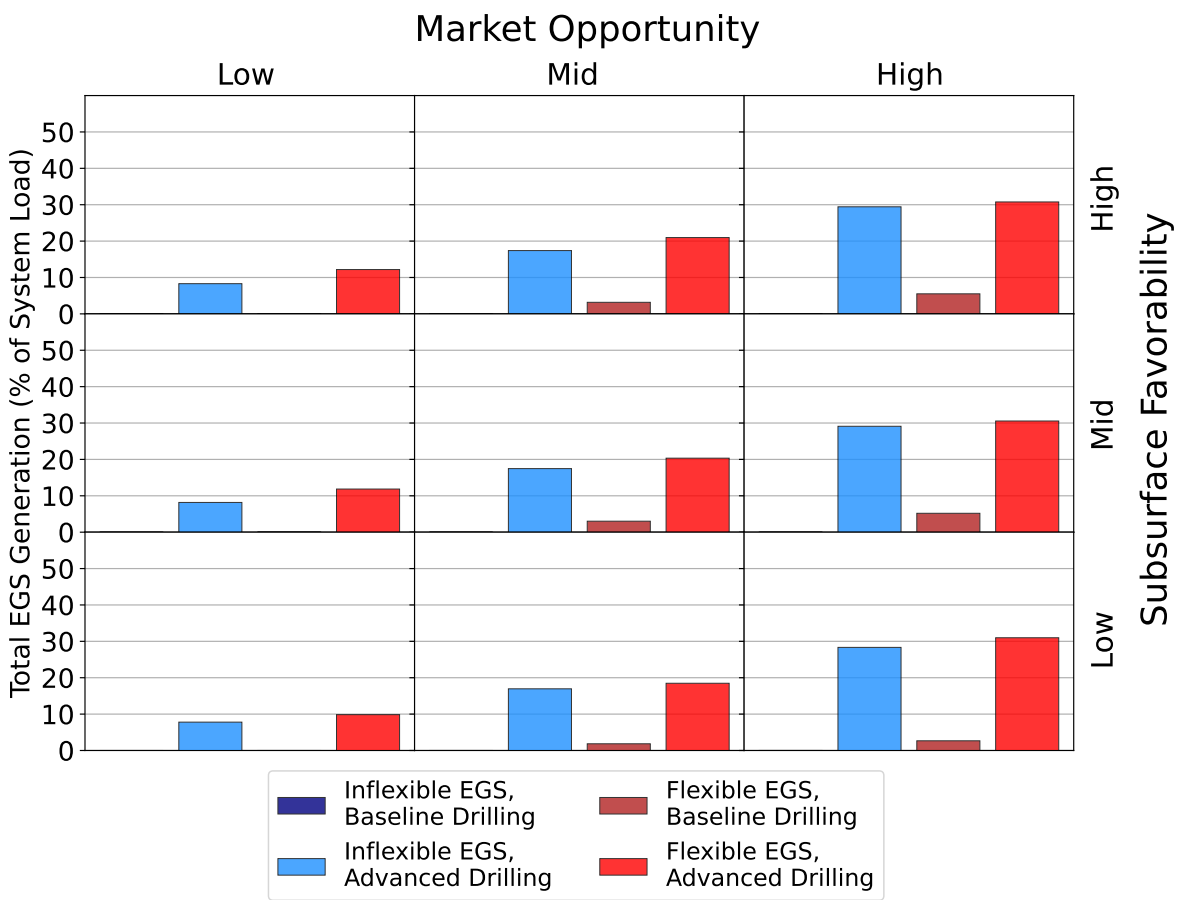 Market Opportunity
Low Mid High
Total EGS Generation (% of System Load)
50
40
30
20
10
0
High
50
40
30
20
10
0
Mid
50
40
30
20
10
0
Low
Subsurface Favorability
Inflexible EGS,
Baseline Drilling
Inflexible EGS,
Advanced Drilling
Flexible EGS,
Baseline Drilling
Flexible EGS,
Advanced Drilling